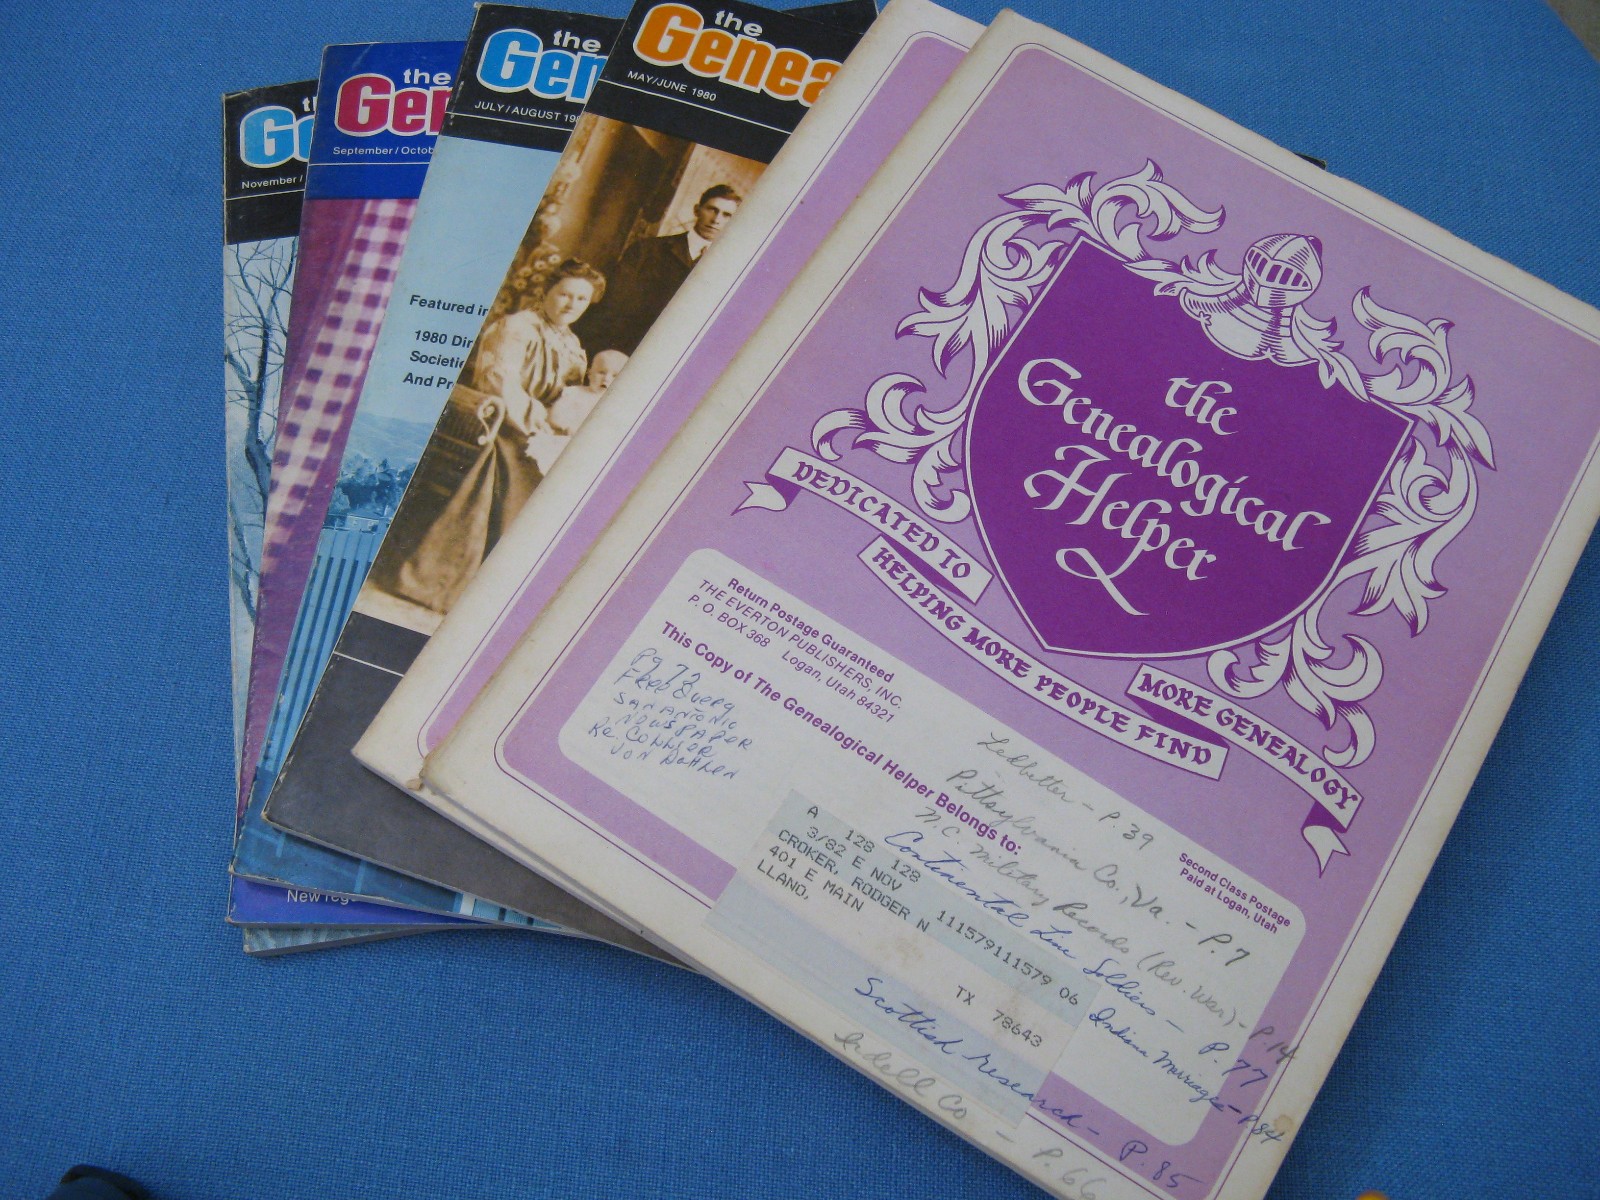 the
Ge
November /
the
Gen
September / Octob
the
Gen
JULY / AUGUST 19
Featured in
1980 Dir
Societie
And Pr
the
Genea
MAY/JUNE 1980
New
the
Genealogical
Helper
DEDICATED TO
HELPING MORE PEOPLE FIND
MORE GENEALOGY
Return Postage Guaranteed
THE EVERTON PUBLISHERS, INC.
P. O. BOX 368 Logan, Utah 84321
This Copy of The Genealogical Helper Belongs to:
Second Class Postage
Paid at Logan, Utah
Pg 73
SAN ANTONIO
NEWSPAPER
Re. COLLIER
A 128 128
3/82 E NOV 111579111579 06
CROKER, RODGER N
401 E MAIN
LLANO, TX 78643
Ledbetter - P. 39
Pittsylvania Co., Va. - P. 7
N.C. Military Records (Rev. War) - P. 14
Continental Line Soldiers - P. 77
Indiana Marriages - P. 84
Scottish research - P. 85
Iredell Co - P. 66